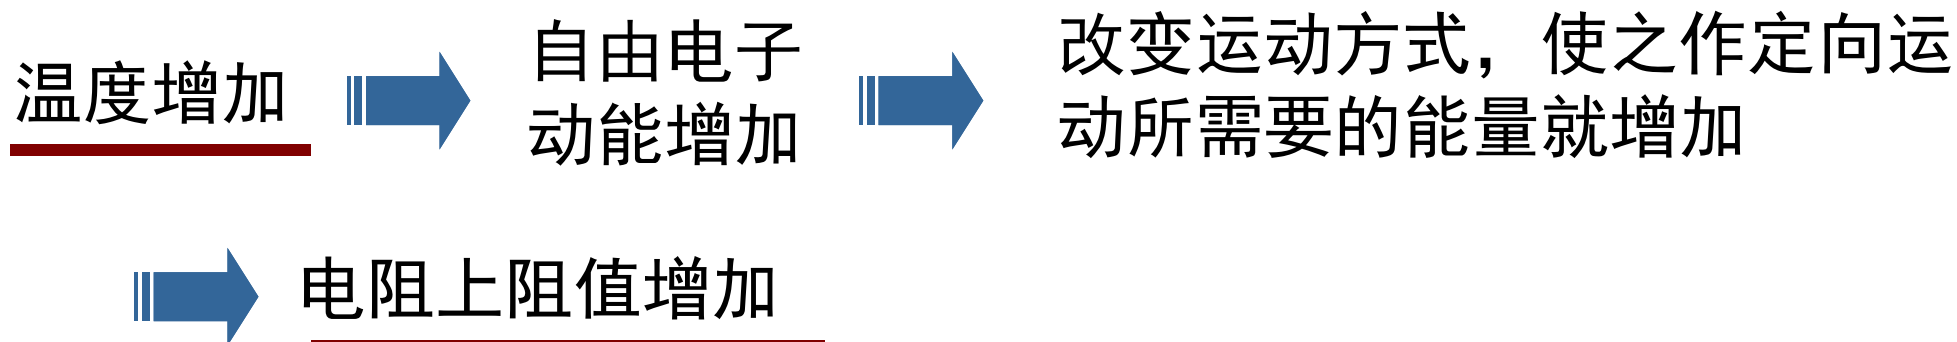 温度增加
自由电子
动能增加
改变运动方式，使之作定向运
动所需要的能量就增加
电阻上阻值增加